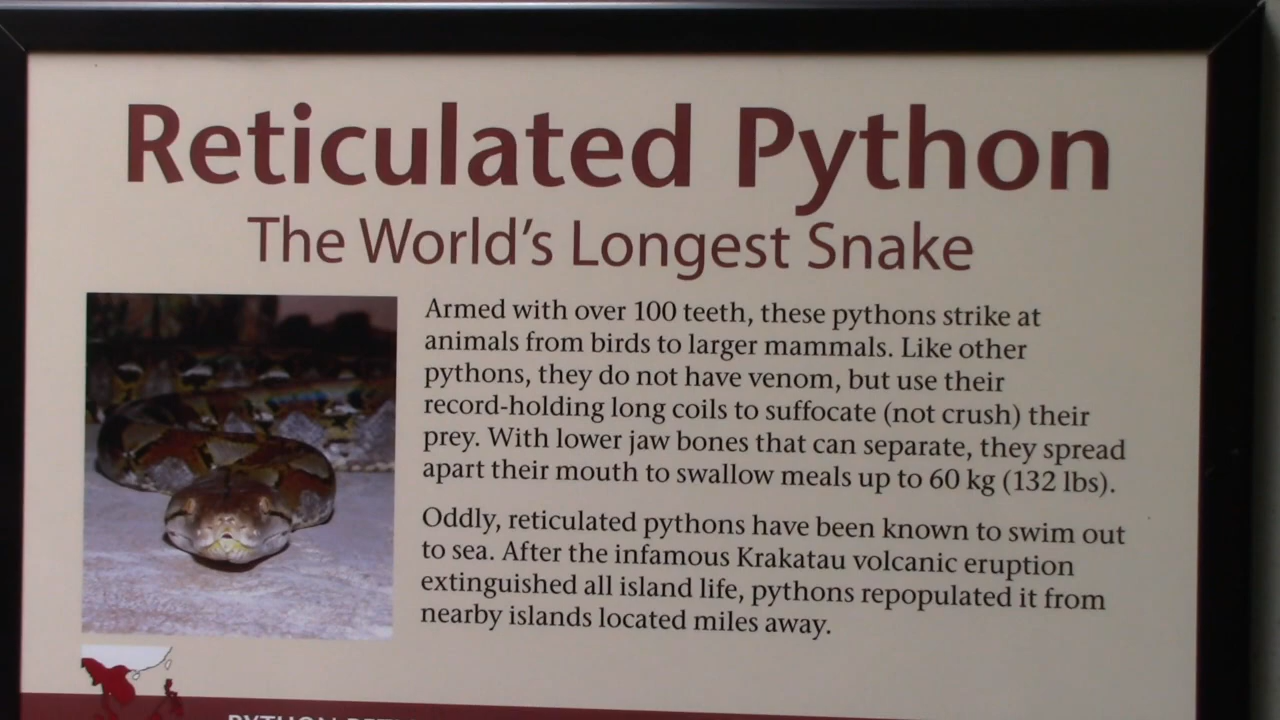 Reticulated Python
The World's Longest Snake
Armed with over 100 teeth, these pythons strike at
animals from birds to larger mammals. Like other
pythons, they do not have venom, but use their
record-holding long coils to suffocate (not crush) their
prey. With lower jaw bones that can separate, they spread
apart their mouth to swallow meals up to 60 kg (132 lbs).
Oddly, reticulated pythons have been known to swim out
to sea. After the infamous Krakatau volcanic eruption
extinguished all island life, pythons repopulated it from
nearby islands located miles away.
PYTHON